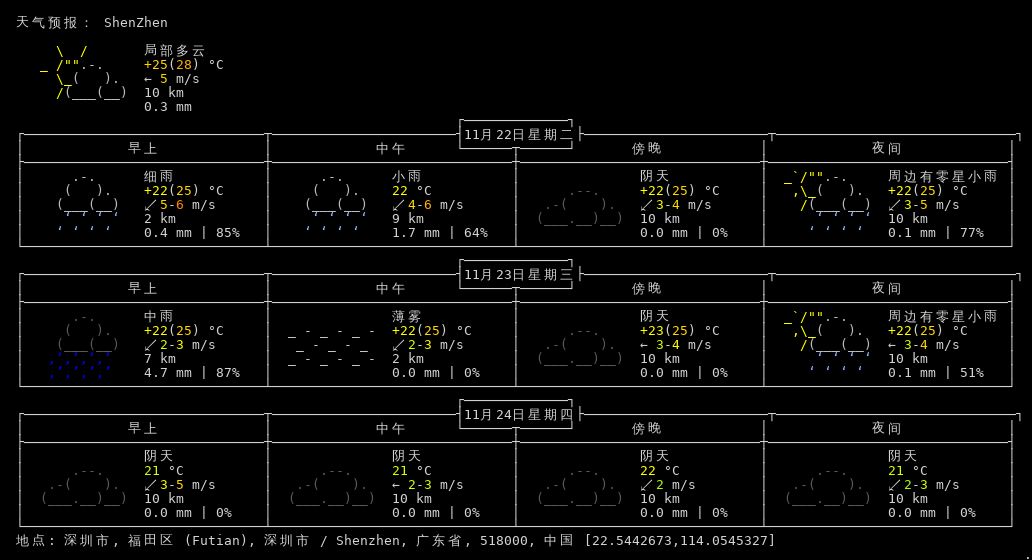 天气预报： ShenZhen
局部多云
+25(28) °C
← 5 m/s
10 km
0.3 mm
11月22日星期二
早上 中午 傍晚 夜间
细雨 小雨 阴天 周边有零星小雨
+22(25) °C 22 °C +22(25) °C +22(25) °C
↙5-6 m/s ↙4-6 m/s ↙3-4 m/s ↙3-5 m/s
2 km 9 km 10 km 10 km
0.4 mm | 85% 1.7 mm | 64% 0.0 mm | 0% 0.1 mm | 77%
11月23日星期三
早上 中午 傍晚 夜间
中雨 薄雾 阴天 周边有零星小雨
+22(25) °C +22(25) °C +23(25) °C +22(25) °C
↙2-3 m/s ↙2-3 m/s ← 3-4 m/s ← 3-4 m/s
7 km 2 km 10 km 10 km
4.7 mm | 87% 0.0 mm | 0% 0.0 mm | 0% 0.1 mm | 51%
11月24日星期四
早上 中午 傍晚 夜间
阴天 阴天 阴天 阴天
21 °C 21 °C 22 °C 21 °C
↙3-5 m/s ← 2-3 m/s ↙2 m/s ↙2-3 m/s
10 km 10 km 10 km 10 km
0.0 mm | 0% 0.0 mm | 0% 0.0 mm | 0% 0.0 mm | 0%
地点: 深圳市, 福田区 (Futian), 深圳市 / Shenzhen, 广东省, 518000, 中国 [22.5442673,114.0545327]